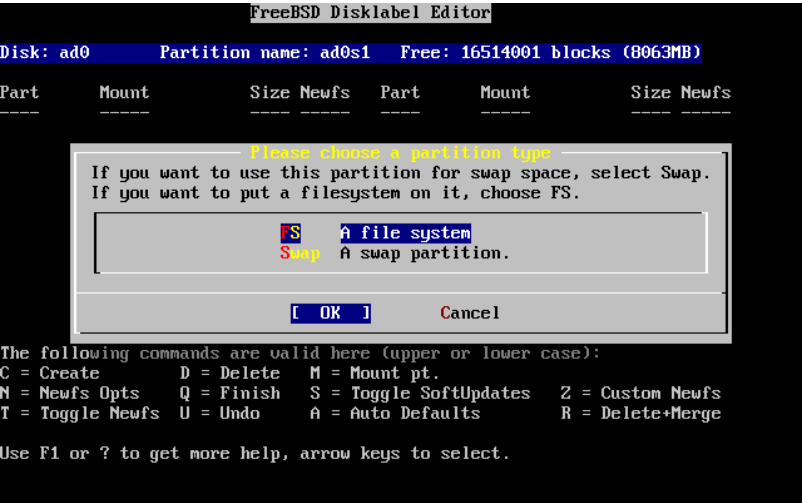 FreeBSD Disklabel Editor
Disk: ad0 Partition name: ad0s1 Free: 16514001 blocks (8063MB)
Part Mount Size Newfs Part Mount Size Newfs
---- ----- ---- ----- ---- ----- ---- -----
Please choose a partition type
If you want to use this partition for swap space, select Swap.
If you want to put a filesystem on it, choose FS.
FS A file system
Swap A swap partition.
[ OK ] Cancel
The following commands are valid here (upper or lower case):
C = Create D = Delete M = Mount pt.
N = Newfs Opts Q = Finish S = Toggle SoftUpdates Z = Custom Newfs
T = Toggle Newfs U = Undo A = Auto Defaults R = Delete+Merge
Use F1 or ? to get more help, arrow keys to select.